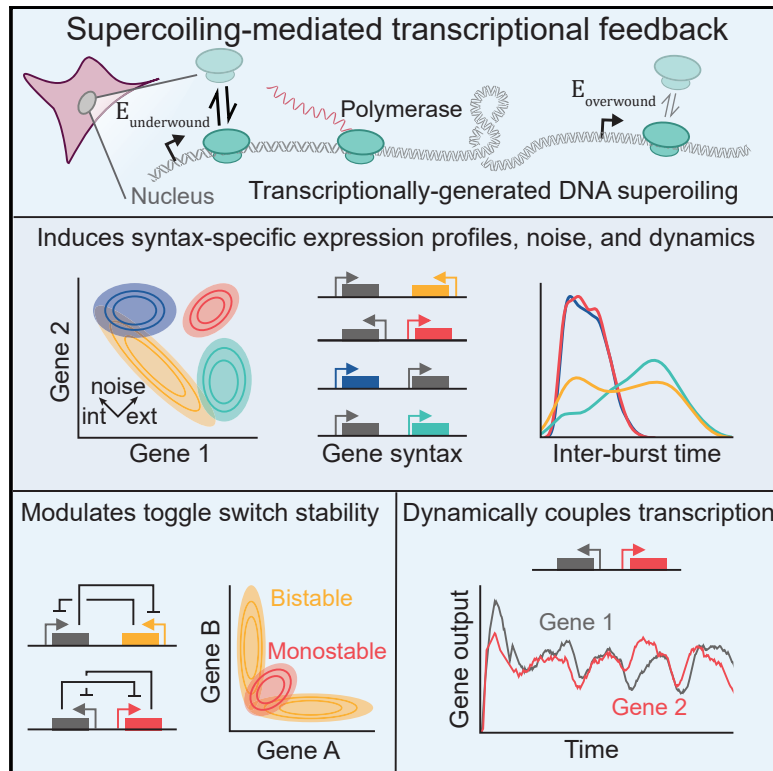 Supercoiling-mediated transcriptional feedback
E underwound
Polymerase
E overwound
Nucleus
Transcriptionally-generated DNA superoiling
Induces syntax-specific expression profiles, noise, and dynamics
Gene 2
noise
int ext
Gene 1
Gene syntax
Inter-burst time
Modulates toggle switch stability
Gene B
Bistable
Monostable
Gene A
Dynamically couples transcription
Gene output
Gene 1
Gene 2
Time